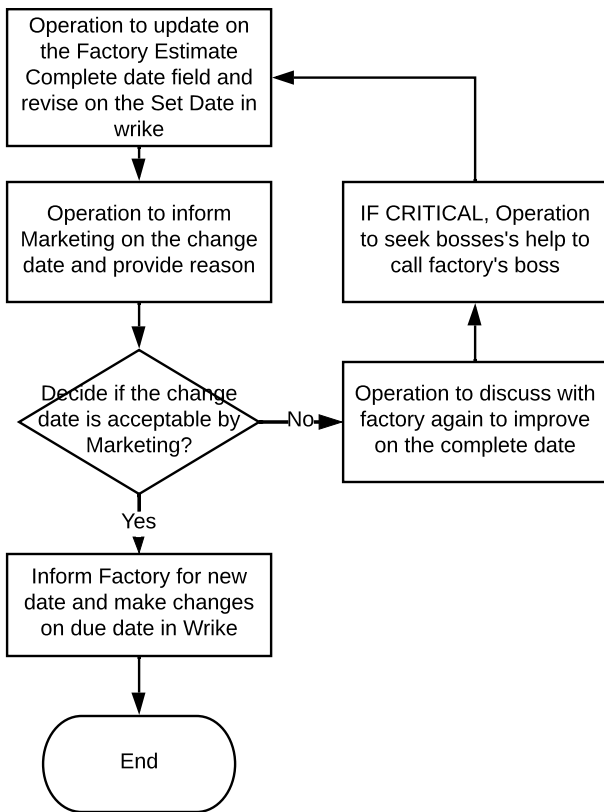 Operation to update on
the Factory Estimate
Complete date field and
revise on the Set Date in
wrike
Operation to inform
Marketing on the change
date and provide reason
IF CRITICAL, Operation
to seek bosses's help to
call factory's boss
Decide if the change
date is acceptable by
Marketing?
No
Operation to discuss with
factory again to improve
on the complete date
Yes
Inform Factory for new
date and make changes
on due date in Wrike
End